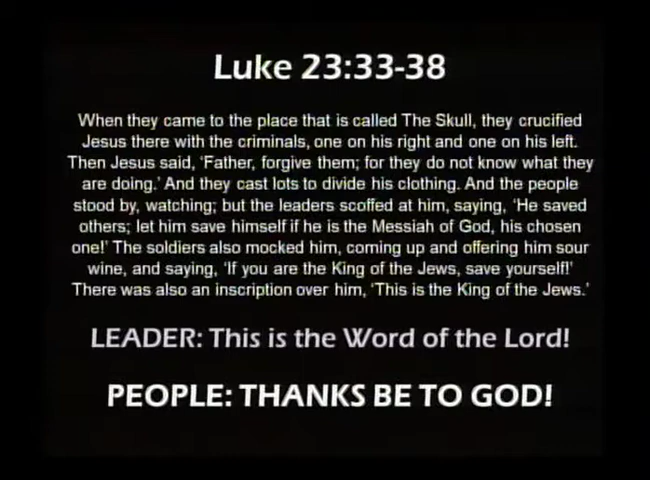 Luke 23:33-38
When they came to the place that is called The Skull, they crucified
Jesus there with the criminals, one on his right and one on his left.
Then Jesus said, ‘Father, forgive them; for they do not know what they
are doing.’ And they cast lots to divide his clothing. And the people
stood by, watching; but the leaders scoffed at him, saying, ‘He saved
others; let him save himself if he is the Messiah of God, his chosen
one!’ The soldiers also mocked him, coming up and offering him sour
wine, and saying, ‘If you are the King of the Jews, save yourself!’
There was also an inscription over him, ‘This is the King of the Jews.’
LEADER: This is the Word of the Lord!
PEOPLE: THANKS BE TO GOD!